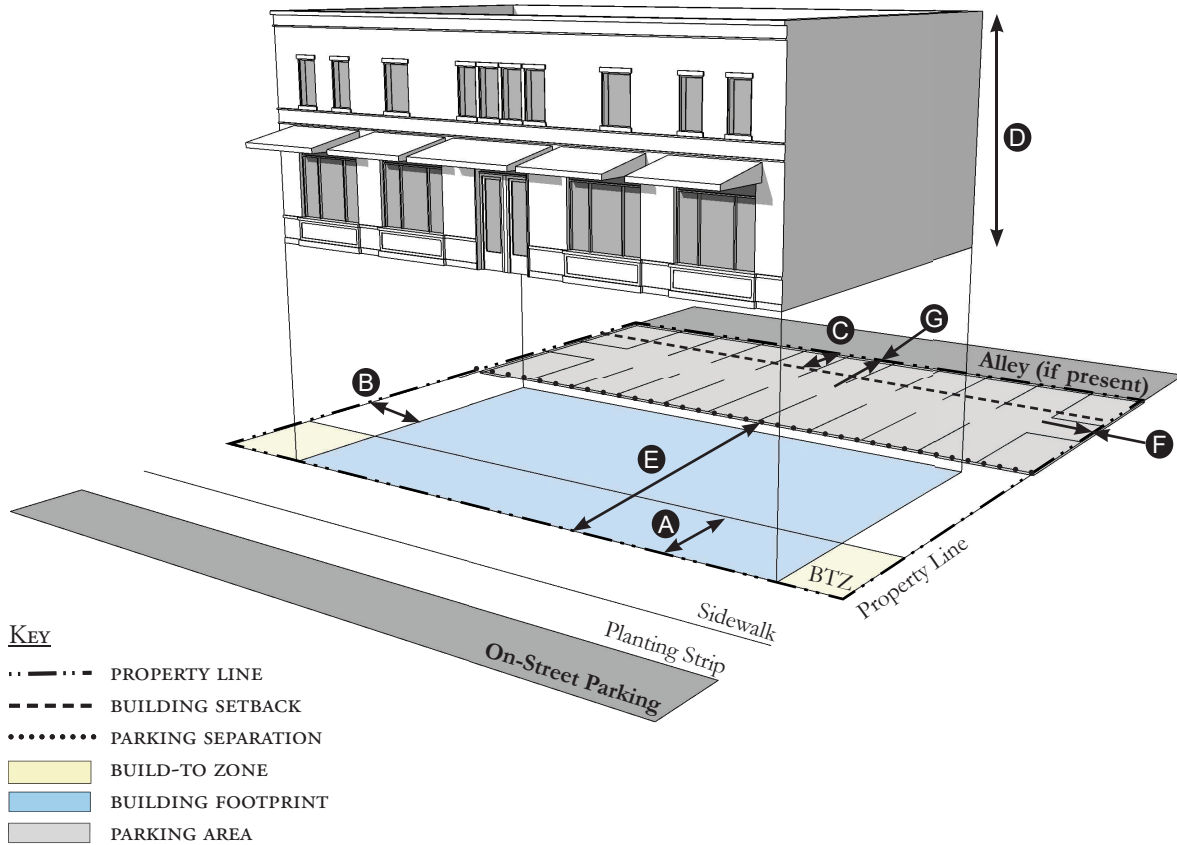 D
C
G
Alley (if present)
B
F
E
A
BTZ
Property Line
Sidewalk
Planting Strip
On-Street Parking
KEY
PROPERTY LINE
BUILDING SETBACK
PARKING SEPARATION
BUILD-TO ZONE
BUILDING FOOTPRINT
PARKING AREA